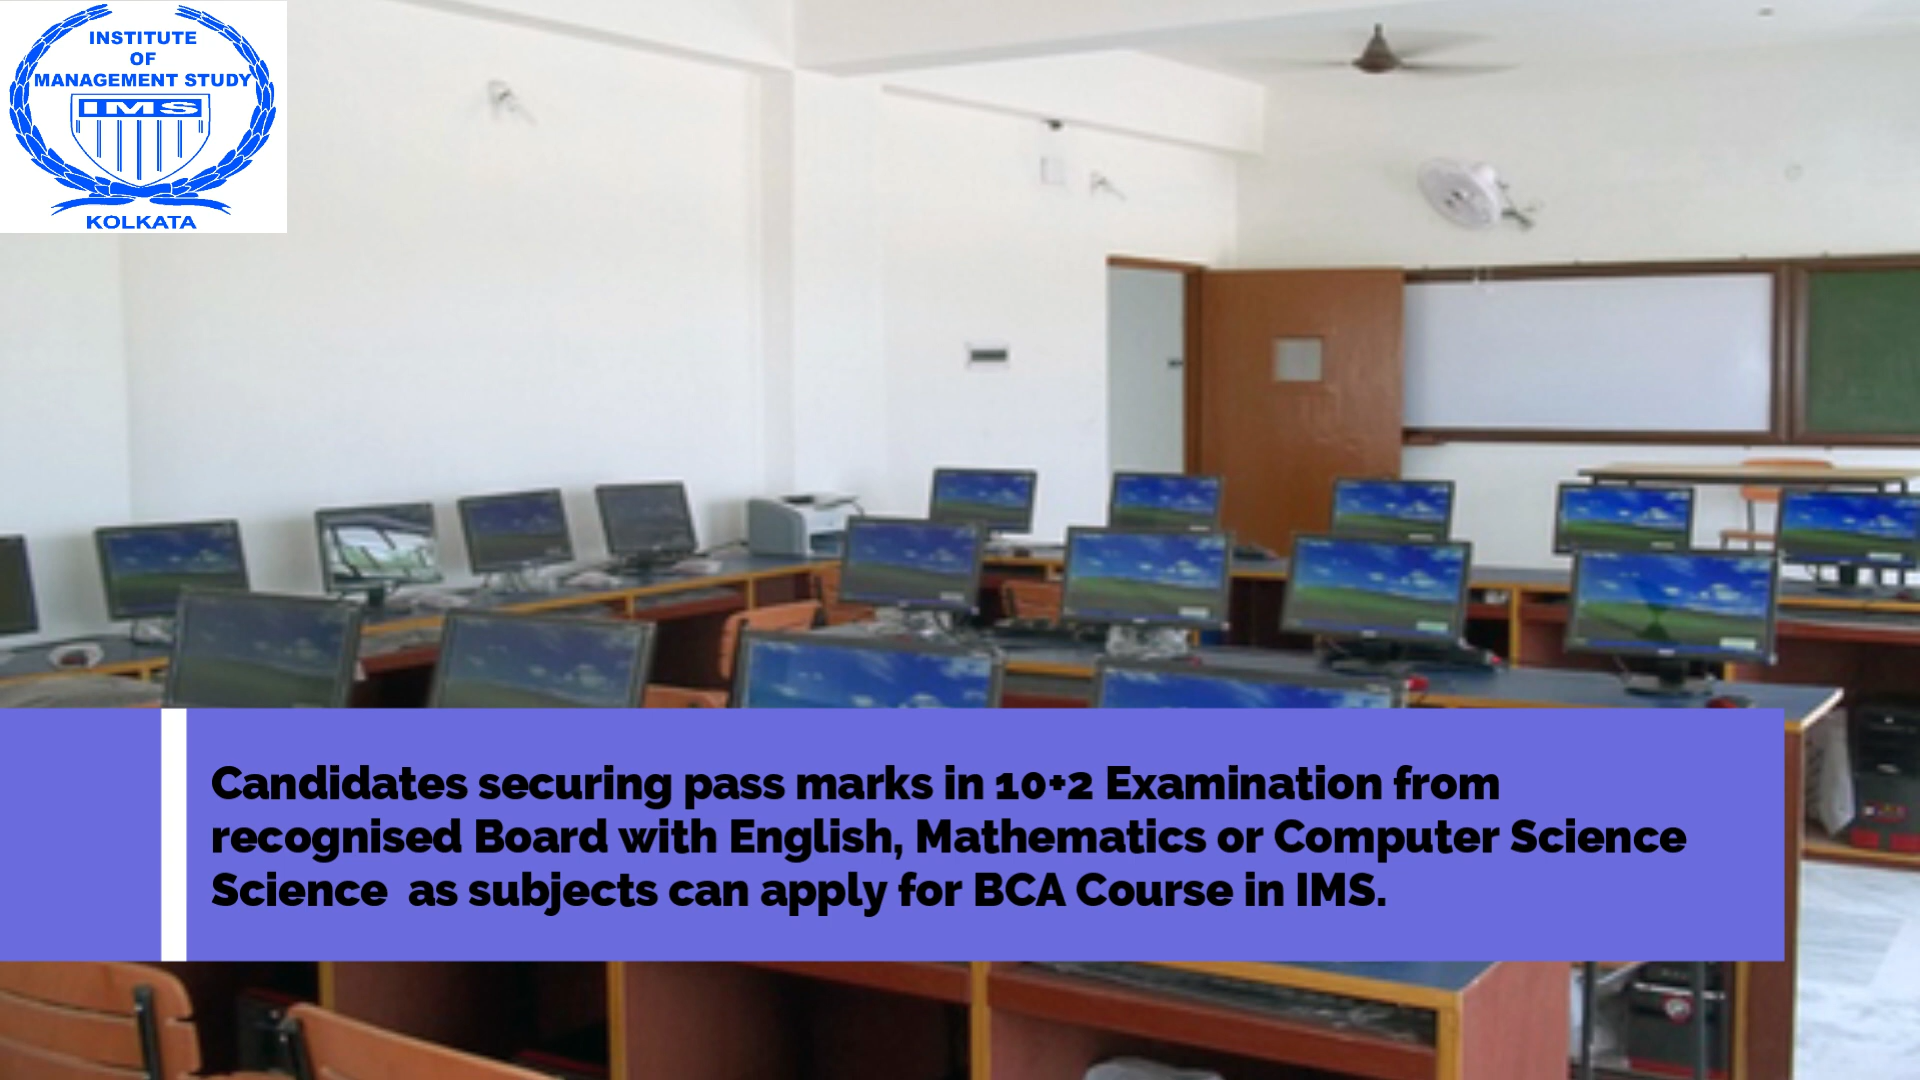 INSTITUTE
OF
MANAGEMENT STUDY
IMS
KOLKATA
Candidates securing pass marks in 10+2 Examination from
recognised Board with English, Mathematics or Computer Science
Science as subjects can apply for BCA Course in IMS.